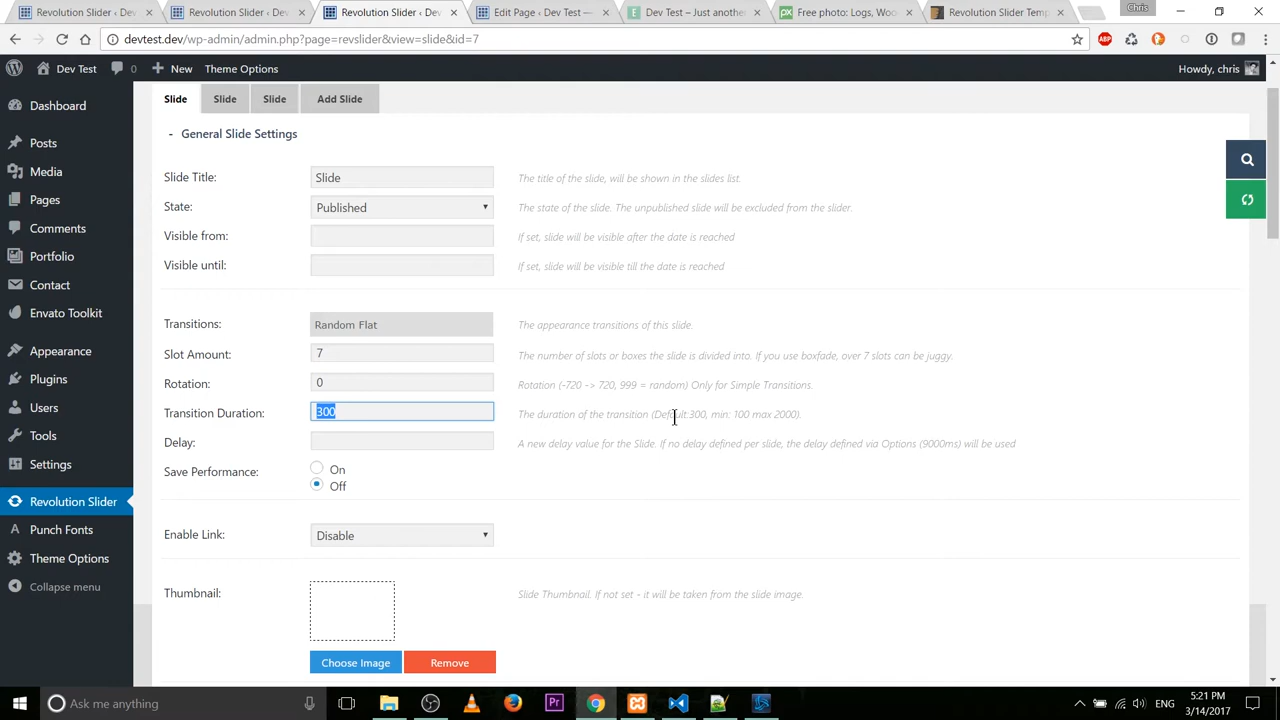 Revolution Slider ‹ De
Revolution Slider ‹ De
Revolution Slider ‹ De
Edit Page ‹ Dev Test —
Dev Test – Just anothe
Free photo: Logs, Woo
Revolution Slider Temp
Chris
devtest.dev/wp-admin/admin.php?page=revslider&view=slide&id=7
Dev Test
0
New
Theme Options
Howdy, chris
Dashboard
Posts
Media
Pages
Comments
Portfolio
Contact
Envato Toolkit
Appearance
Plugins
Users
Tools
Settings
Revolution Slider
Punch Fonts
Theme Options
Collapse menu
Slide
Slide
Slide
Add Slide
- General Slide Settings
Slide Title: Slide The title of the slide, will be shown in the slides list.
State: Published The state of the slide. The unpublished slide will be excluded from the slider.
Visible from: If set, slide will be visible after the date is reached
Visible until: If set, slide will be visible till the date is reached
Transitions: Random Flat The appearance transitions of this slide.
Slot Amount: 7 The number of slots or boxes the slide is divided into. If you use boxfade, over 7 slots can be juggy.
Rotation: 0 Rotation (-720 -> 720, 999 = random) Only for Simple Transitions.
Transition Duration: 300 The duration of the transition (Default:300, min: 100 max 2000).
Delay: A new delay value for the Slide. If no delay defined per slide, the delay defined via Options (9000ms) will be used
Save Performance: On
Off
Enable Link: Disable
Thumbnail: Slide Thumbnail. If not set - it will be taken from the slide image.
Choose Image
Remove
Ask me anything
ENG
5:21 PM
3/14/2017